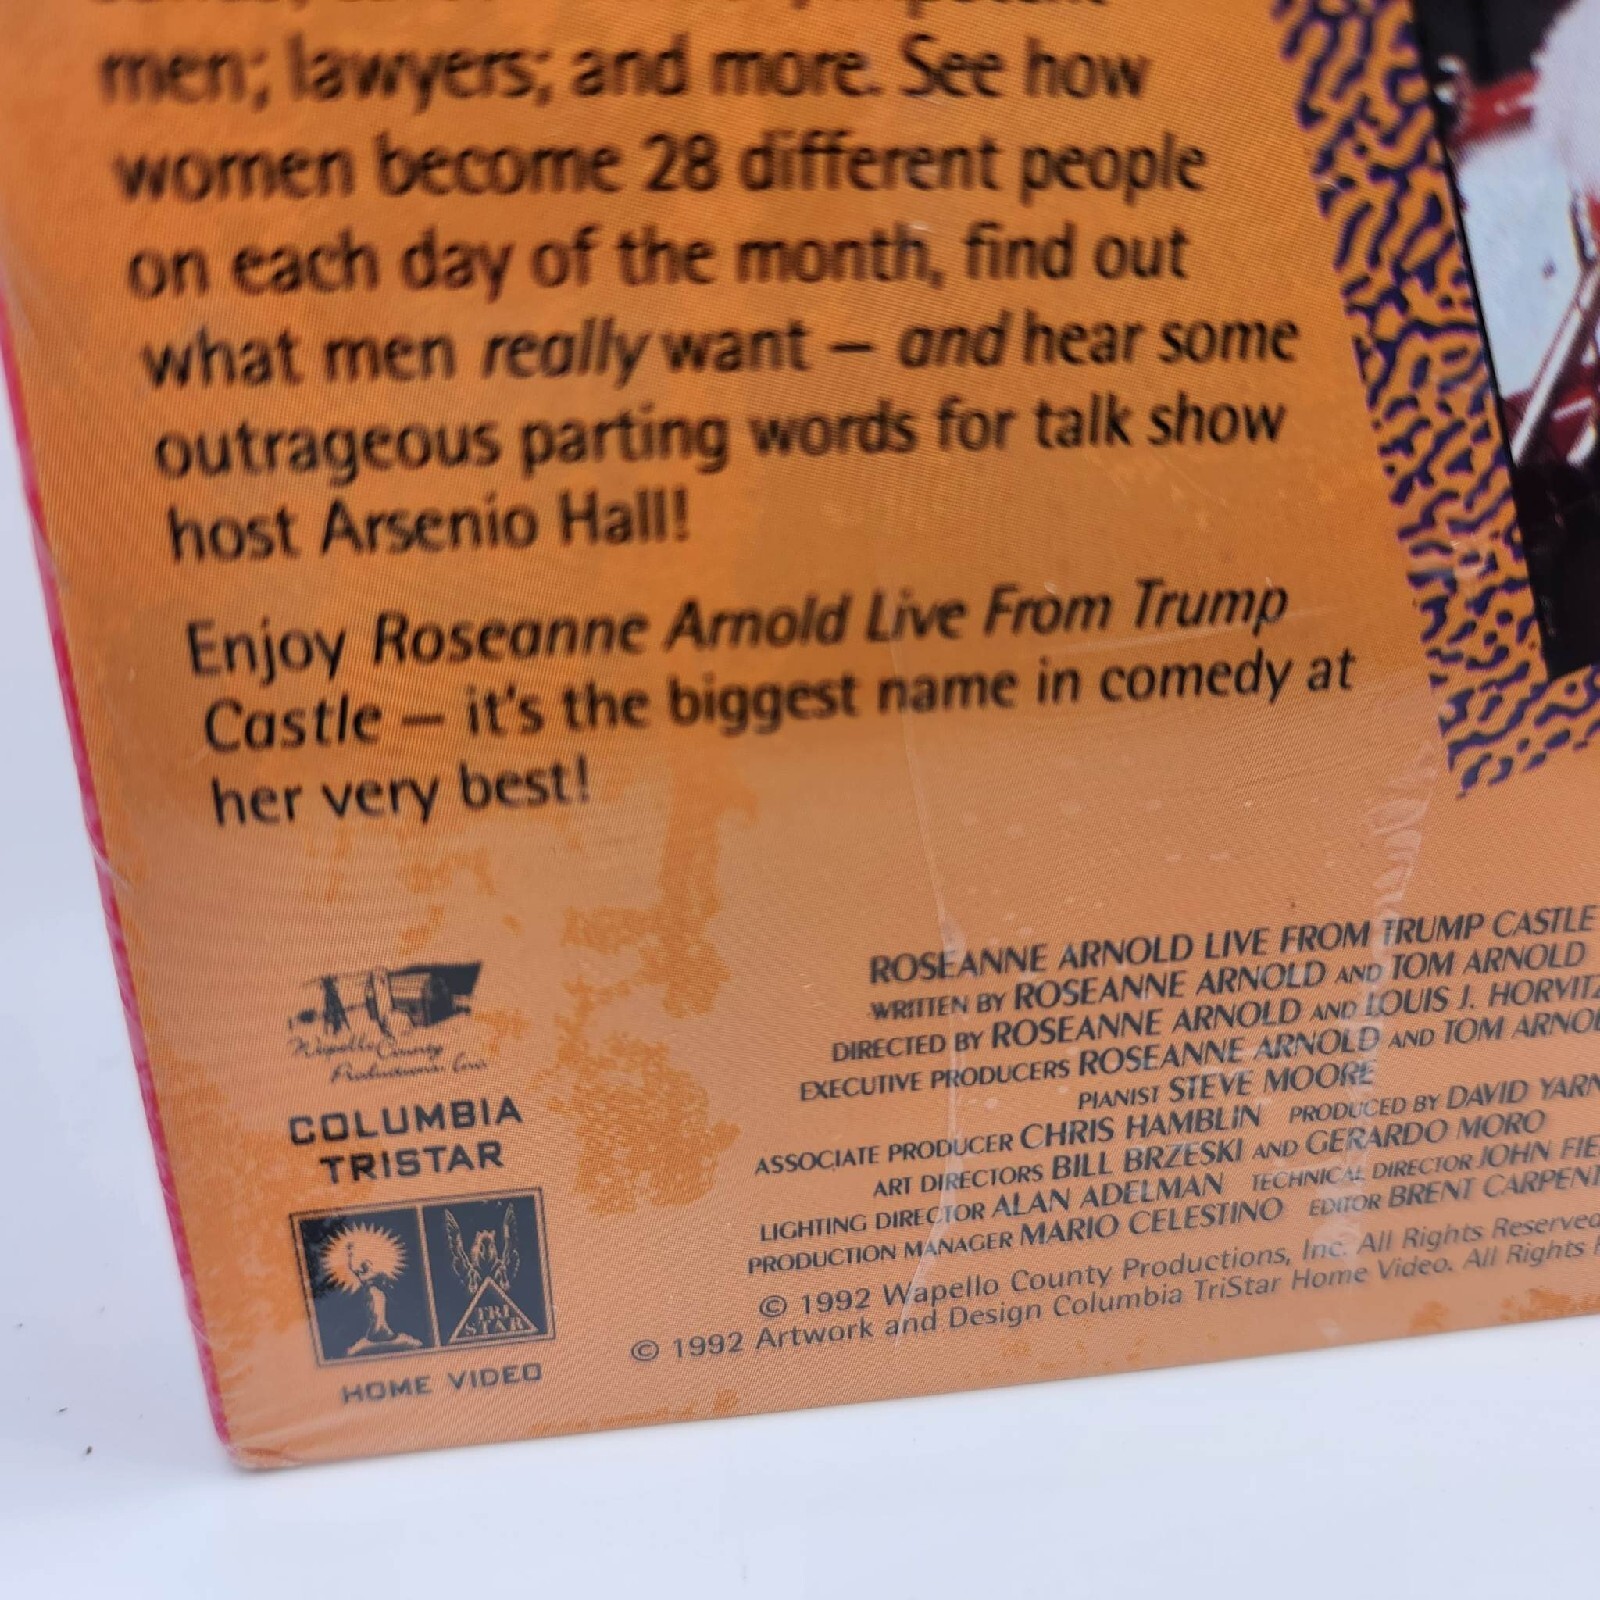 men; lawyers; and more. See how
women become 28 different people
on each day of the month, find out
what men really want – and hear some
outrageous parting words for talk show
host Arsenio Hall!
Enjoy Roseanne Arnold Live From Trump
Castle – it's the biggest name in comedy at
her very best!
Wapello County
Productions, Inc.
COLUMBIA
TRISTAR
TRI
STAR
HOME VIDEO
ROSEANNE ARNOLD LIVE FROM TRUMP CASTLE
WRITTEN BY ROSEANNE ARNOLD AND TOM ARNOLD
DIRECTED BY ROSEANNE ARNOLD AND LOUIS J. HORVITZ
EXECUTIVE PRODUCERS ROSEANNE ARNOLD AND TOM ARNOL
PIANIST STEVE MOORE
ASSOCIATE PRODUCER CHRIS HAMBLIN PRODUCED BY DAVID YARN
ART DIRECTORS BILL BRZESKI AND GERARDO MORO
LIGHTING DIRECTOR ALAN ADELMAN TECHNICAL DIRECTOR JOHN FIE
PRODUCTION MANAGER MARIO CELESTINO EDITOR BRENT CARPENT
© 1992 Wapello County Productions, Inc. All Rights Reserved
© 1992 Artwork and Design Columbia TriStar Home Video. All Rights